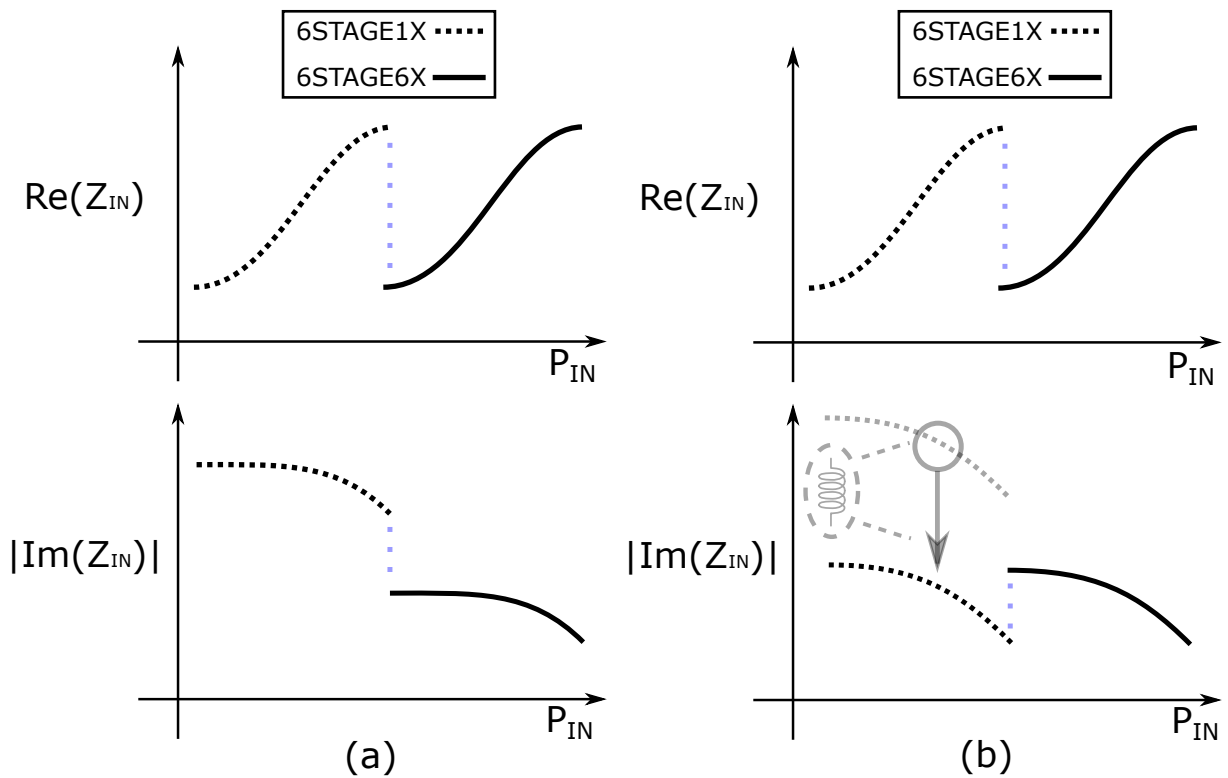 6STAGE1X
6STAGE6X
Re(ZIN)
PIN
|Im(ZIN)|
PIN
(a)
6STAGE1X
6STAGE6X
Re(ZIN)
PIN
|Im(ZIN)|
PIN
(b)